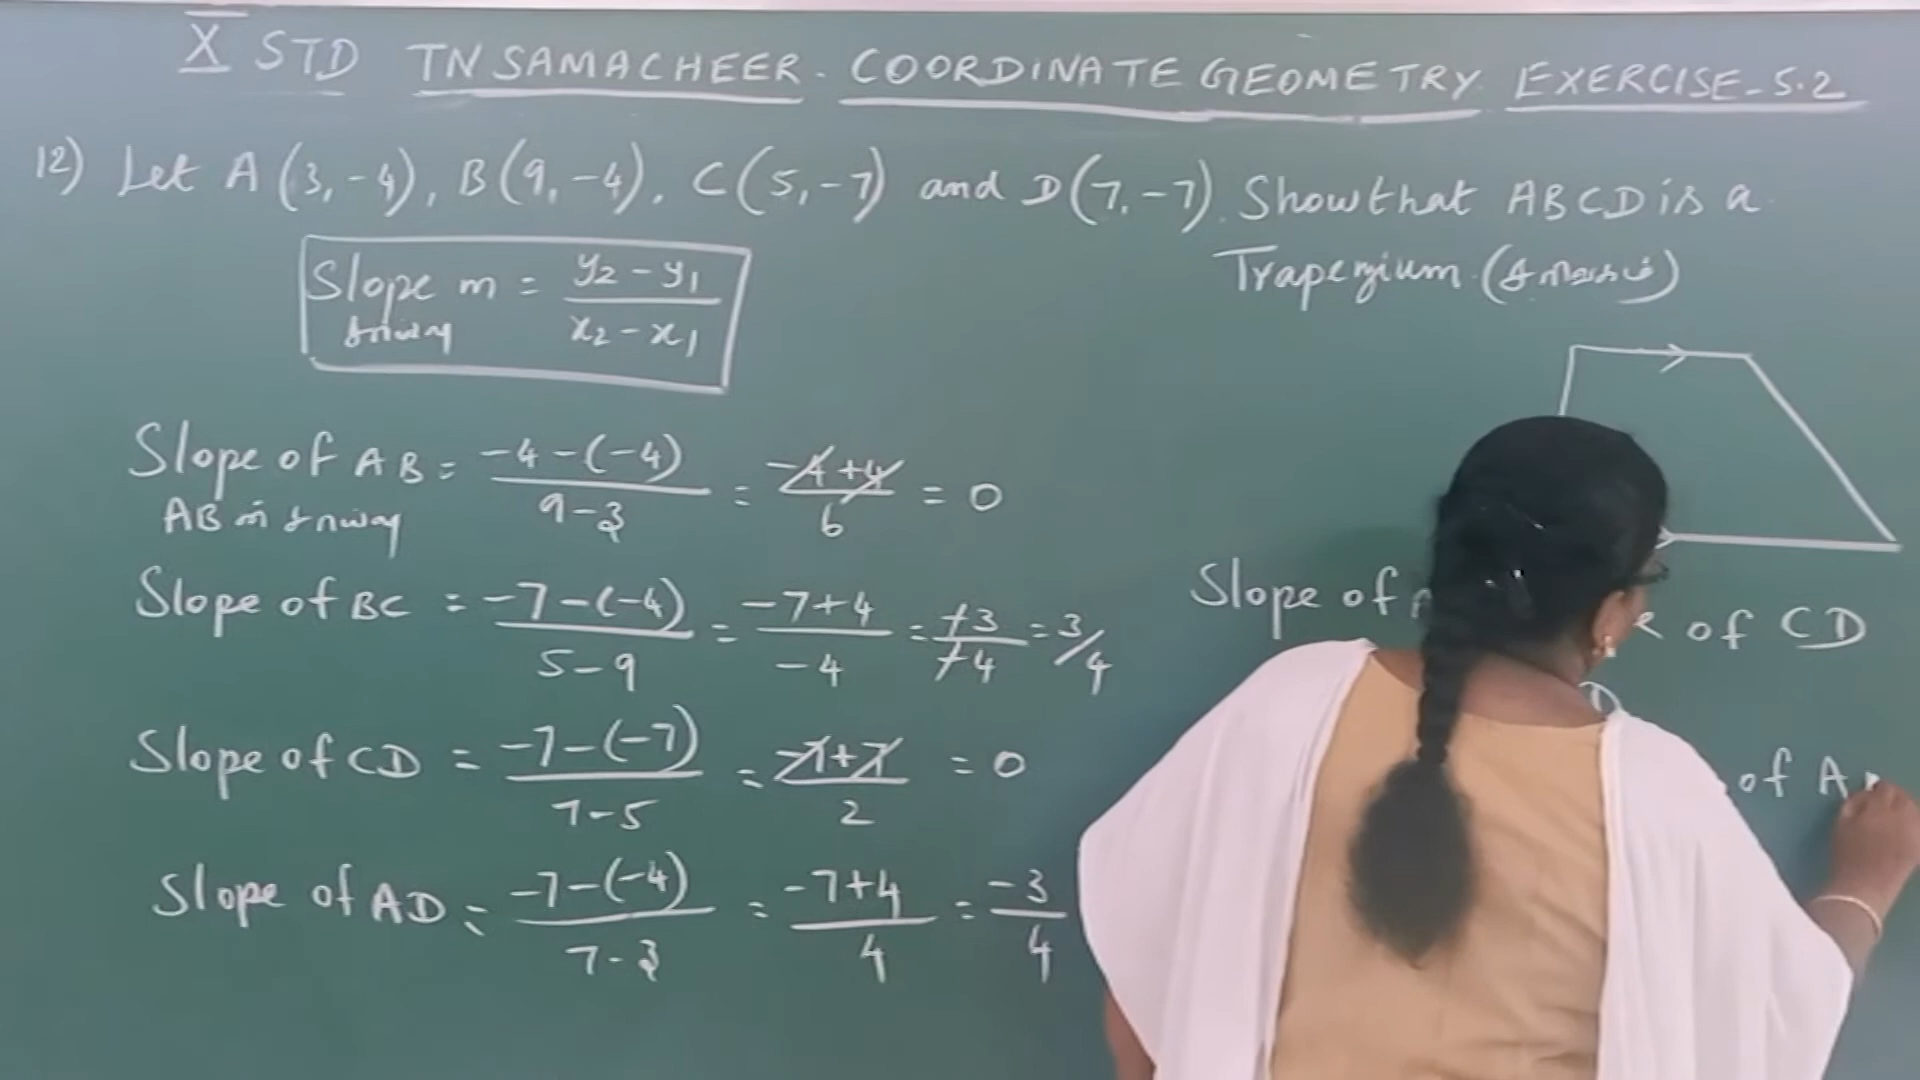 X STD TN SAMACHEER. COORDINATE GEOMETRY EXERCISE-5.2
12) Let A(3,-4), B(9,-4), C(5,-7) and D(7,-7). Show that ABCD is a
Trapezium. (சரிவகம்)
Slope m = y2 - y1 / x2 - x1
சாய்வு
Slope of AB = -4-(-4) / 9-3 = -4+4 / 6 = 0
AB ன் சாய்வு
Slope of BC = -7-(-4) / 5-9 = -7+4 / -4 = -3 / -4 = 3/4
Slope of CD = -7-(-7) / 7-5 = -7+7 / 2 = 0
Slope of AD = -7-(-4) / 7-3 = -7+4 / 4 = -3 / 4
Slope of
of CD
D
of A